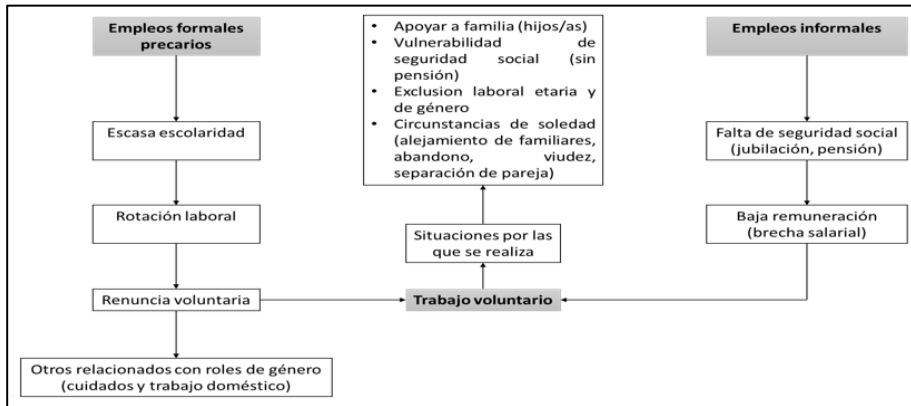 Empleos formales
precarios
Escasa escolaridad
Rotación laboral
Renuncia voluntaria
Otros relacionados con roles de género
(cuidados y trabajo doméstico)
• Apoyar a familia (hijos/as)
• Vulnerabilidad de
seguridad social (sin
pensión)
• Exclusion laboral etaria y
de género
• Circunstancias de soledad
(alejamiento de familiares,
abandono, viudez,
separación de pareja)
Situaciones por las
que se realiza
Trabajo voluntario
Empleos informales
Falta de seguridad social
(jubilación, pensión)
Baja remuneración
(brecha salarial)